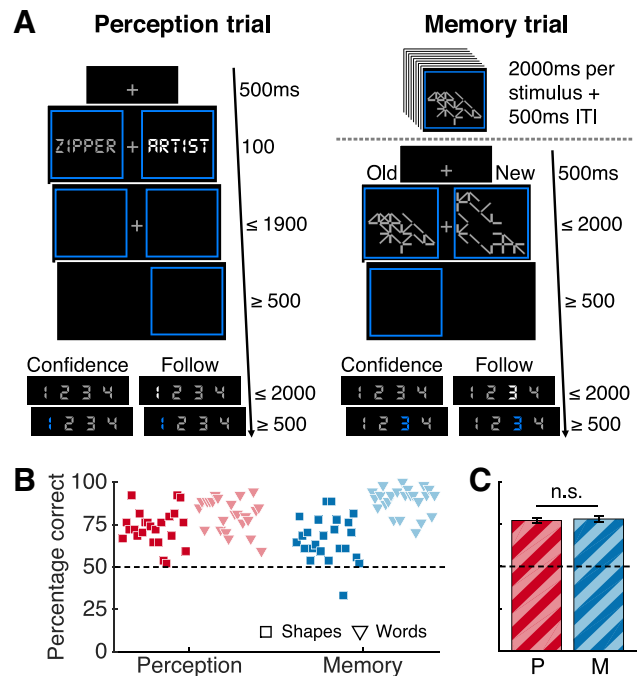 A
Perception trial
500ms
ZIPPER + ARTIST
100
≤ 1900
≥ 500
Confidence Follow
1 2 3 4 1 2 3 4
≤ 2000
1 2 3 4 1 2 3 4
≥ 500
Memory trial
2000ms per
stimulus +
500ms ITI
Old New
500ms
≤ 2000
≥ 500
Confidence Follow
1 2 3 4 1 2 3 4
≤ 2000
1 2 3 4 1 2 3 4
≥ 500
B
Percentage correct
100
75
50
25
0
Shapes Words
Perception Memory
C
n.s.
P M